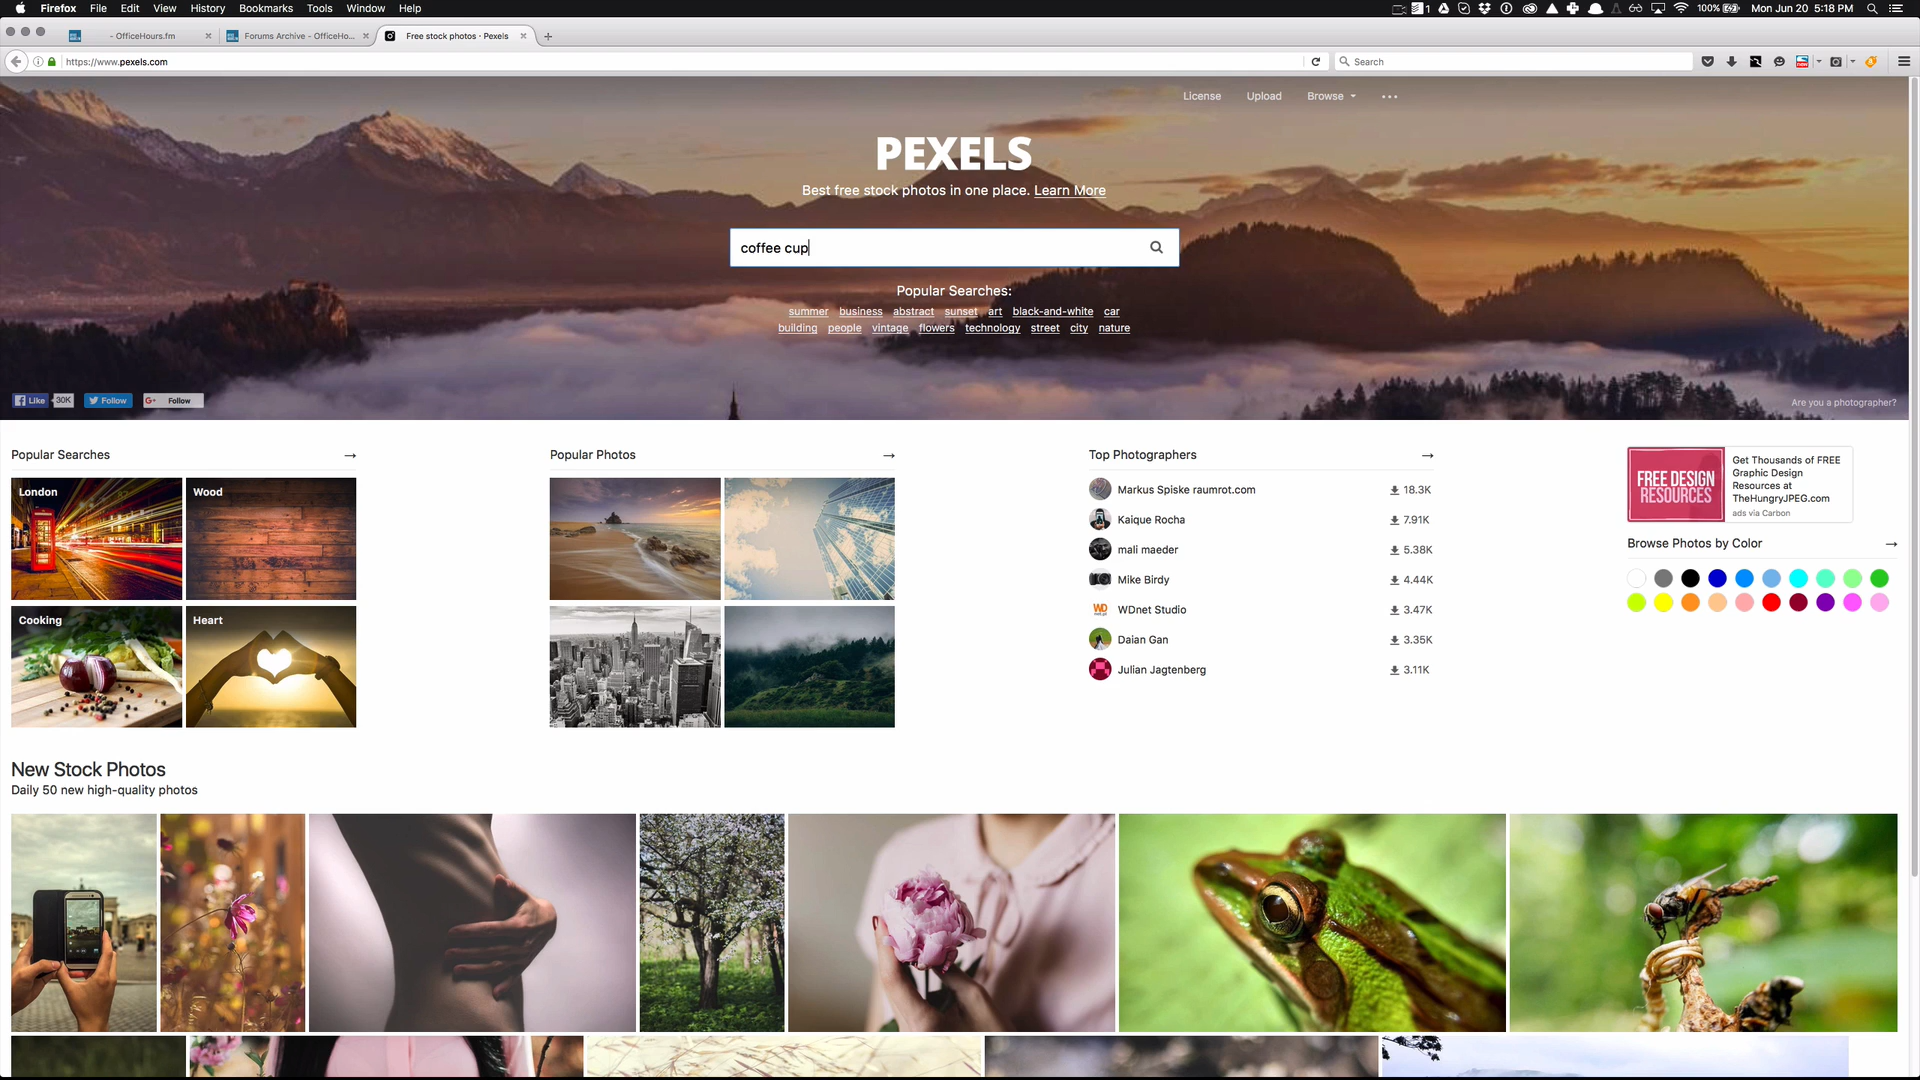 Firefox File Edit View History Bookmarks Tools Window Help
1 100% Mon Jun 20 5:18 PM
- OfficeHours.fm
Forums Archive - OfficeHo...
Free stock photos · Pexels
https://www.pexels.com
Search
License Upload Browse
PEXELS
Best free stock photos in one place. Learn More
coffee cup
Popular Searches:
summer business abstract sunset art black-and-white car
building people vintage flowers technology street city nature
Like 30K Follow G+ Follow
Are you a photographer?
Popular Searches →
London
Wood
Cooking
Heart
Popular Photos →
Top Photographers →
Markus Spiske raumrot.com 18.3K
Kaique Rocha 7.91K
mali maeder 5.38K
Mike Birdy 4.44K
WDnet Studio 3.47K
Daian Gan 3.35K
Julian Jagtenberg 3.11K
FREE DESIGN
RESOURCES
Get Thousands of FREE
Graphic Design
Resources at
TheHungryJPEG.com
ads via Carbon
Browse Photos by Color →
New Stock Photos
Daily 50 new high-quality photos